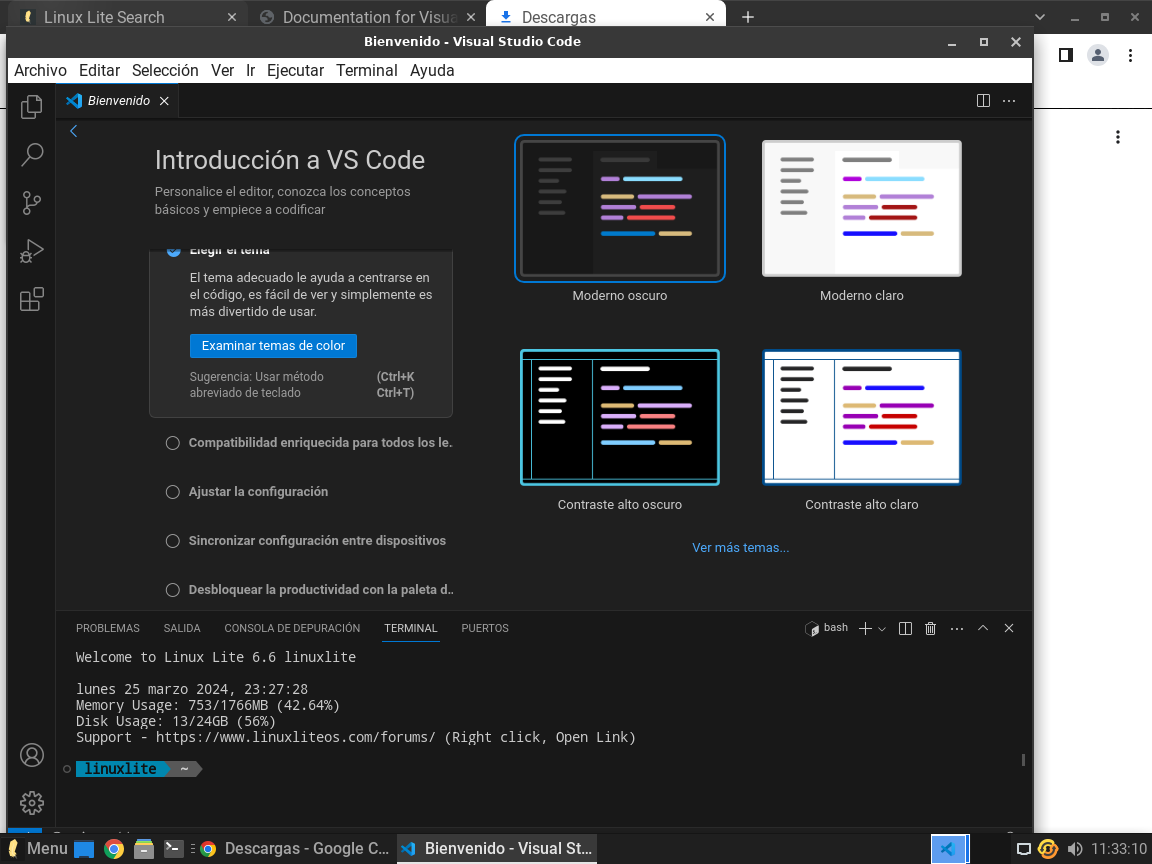 Linux Lite Search
Documentation for Visua
Descargas
Bienvenido - Visual Studio Code
Archivo Editar Selección Ver Ir Ejecutar Terminal Ayuda
Bienvenido
Introducción a VS Code
Personalice el editor, conozca los conceptos
básicos y empiece a codificar
Elegir el tema
El tema adecuado le ayuda a centrarse en
el código, es fácil de ver y simplemente es
más divertido de usar.
Examinar temas de color
Sugerencia: Usar método
abreviado de teclado
(Ctrl+K
Ctrl+T)
Compatibilidad enriquecida para todos los le..
Ajustar la configuración
Sincronizar configuración entre dispositivos
Desbloquear la productividad con la paleta d..
Moderno oscuro
Moderno claro
Contraste alto oscuro
Contraste alto claro
Ver más temas...
PROBLEMAS SALIDA CONSOLA DE DEPURACIÓN TERMINAL PUERTOS
bash
Welcome to Linux Lite 6.6 linuxlite
lunes 25 marzo 2024, 23:27:28
Memory Usage: 753/1766MB (42.64%)
Disk Usage: 13/24GB (56%)
Support - https://www.linuxliteos.com/forums/ (Right click, Open Link)
linuxlite ~
Menu
Descargas - Google C...
Bienvenido - Visual St...
11:33:10